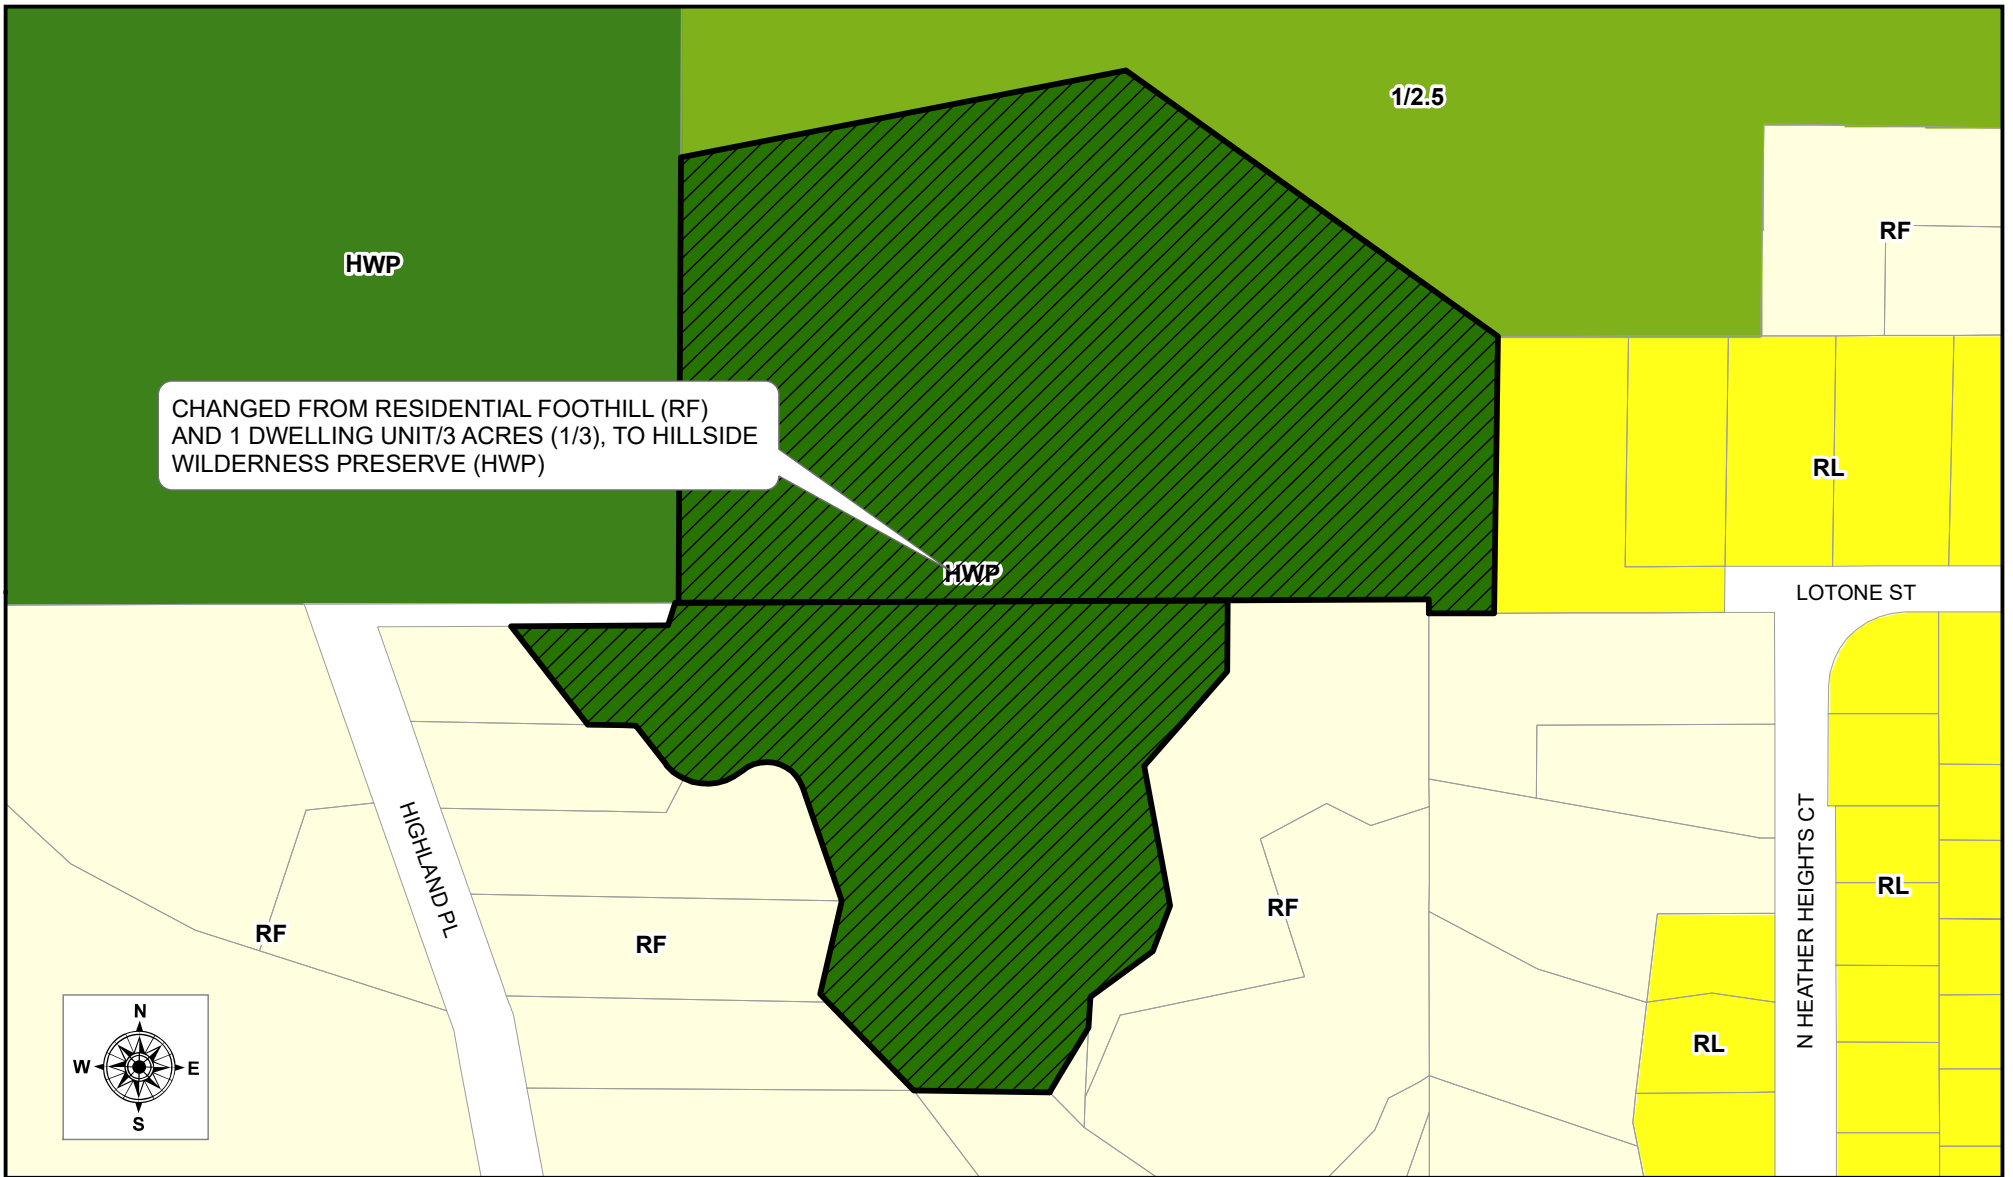 1/2.5
RF
HWP
CHANGED FROM RESIDENTIAL FOOTHILL (RF)
AND 1 DWELLING UNIT/3 ACRES (1/3), TO HILLSIDE
WILDERNESS PRESERVE (HWP)
RL
HWP
LOTONE ST
HIGHLAND PL
N HEATHER HEIGHTS CT
RL
RF
RF
RF
RL
N
W
E
S